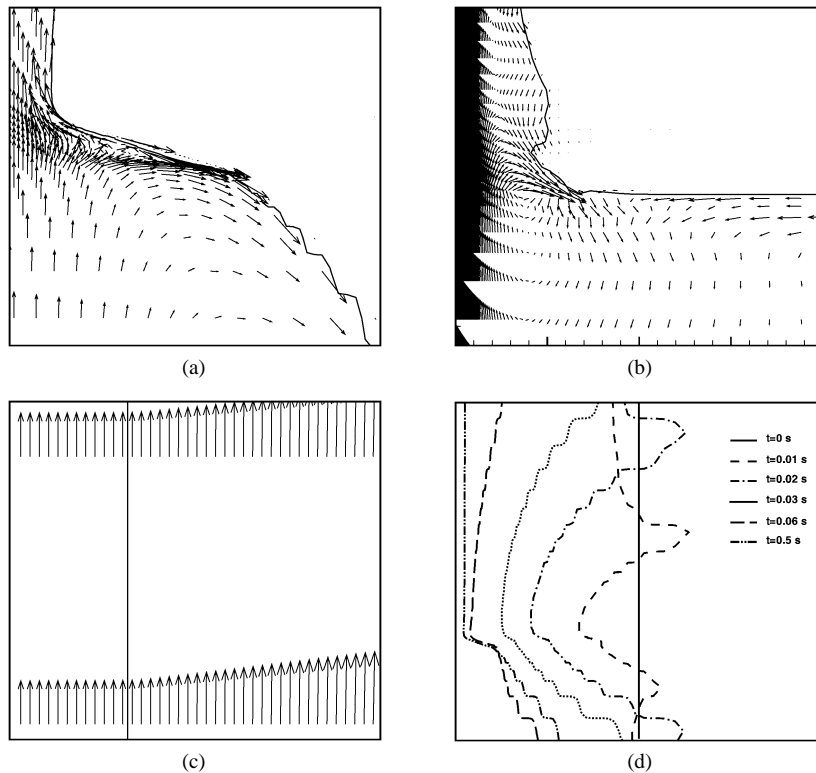 (a)
(b)
t=0 s
t=0.01 s
t=0.02 s
t=0.03 s
t=0.06 s
t=0.5 s
(c)
(d)